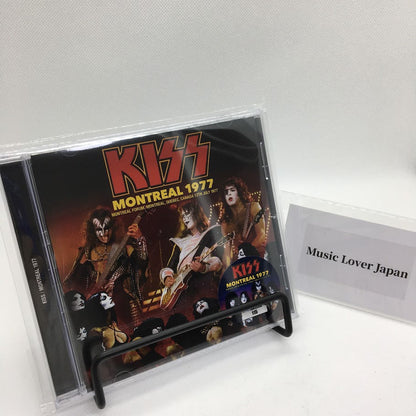 KISS
MONTREAL 1977
MONTREAL FORUM, MONTREAL, QUEBEC, CANADA 12TH JULY 1977
KISS / MONTREAL 1977
KISS
MONTREAL 1977
Music Lover Japan